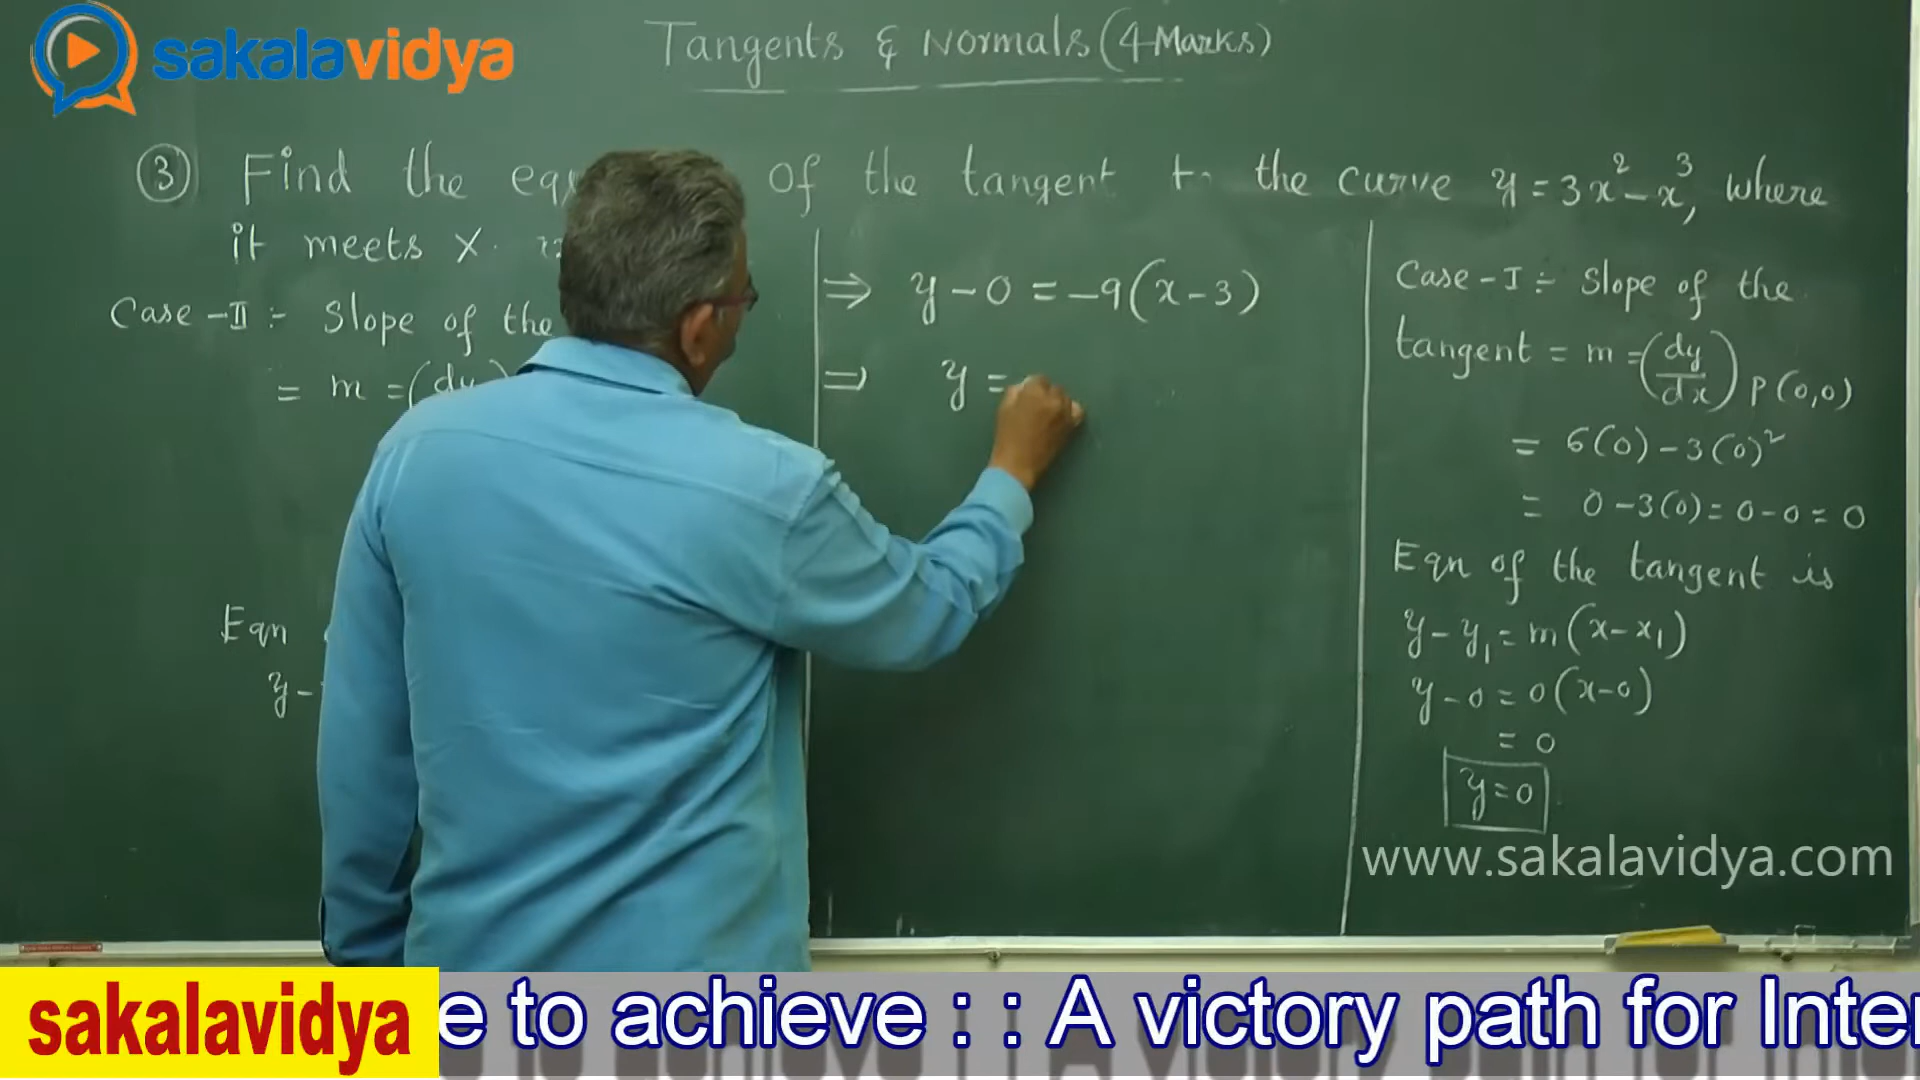 sakalavidya
Tangents & Normals (4 Marks)
③ Find the of the tangent to the curve y = 3x² - x³, where
it meets X
Case - II :- Slope of the
= m = (dy
Eqn
y -
⇒ y - 0 = -9(x - 3)
⇒ y =
Case - I :- Slope of the
tangent = m = (dy/dx) P(0,0)
= 6(0) - 3(0)²
= 0 - 3(0) = 0 - 0 = 0
Eqn of the tangent is
y - y₁ = m(x - x₁)
y - 0 = 0(x - 0)
= 0
y = 0
www.sakalavidya.com
sakalavidya
e to achieve : : A victory path for Inter